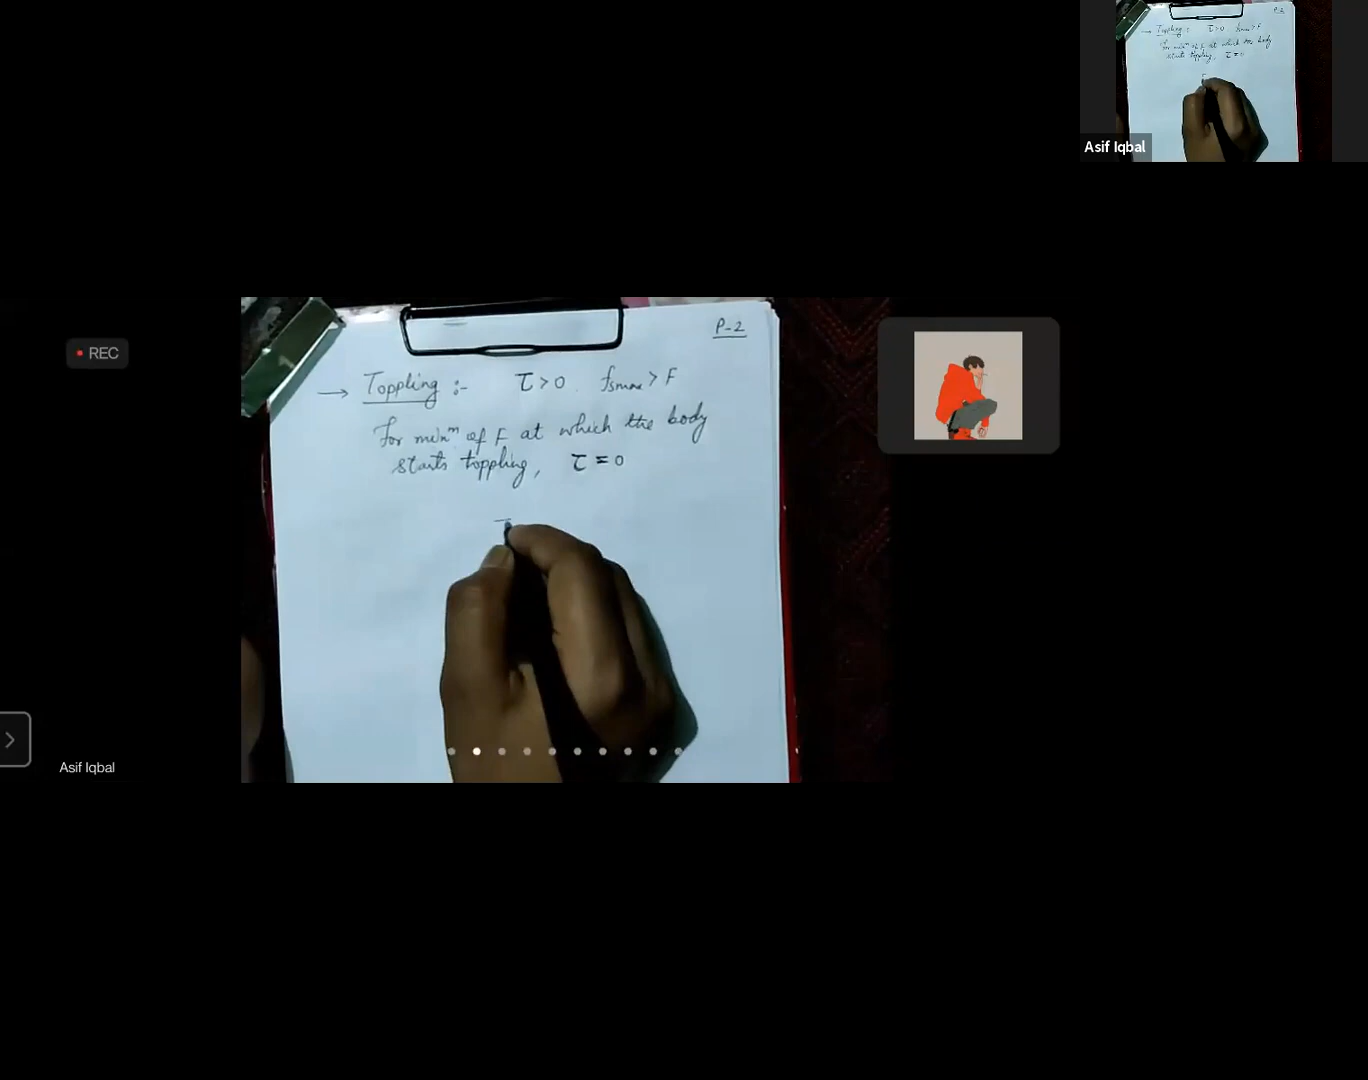 Asif Iqbal
REC
P-2
→ Toppling :- τ > 0 fsmax > F
For minᵐ of F at which the body
starts toppling, τ = 0
Asif Iqbal